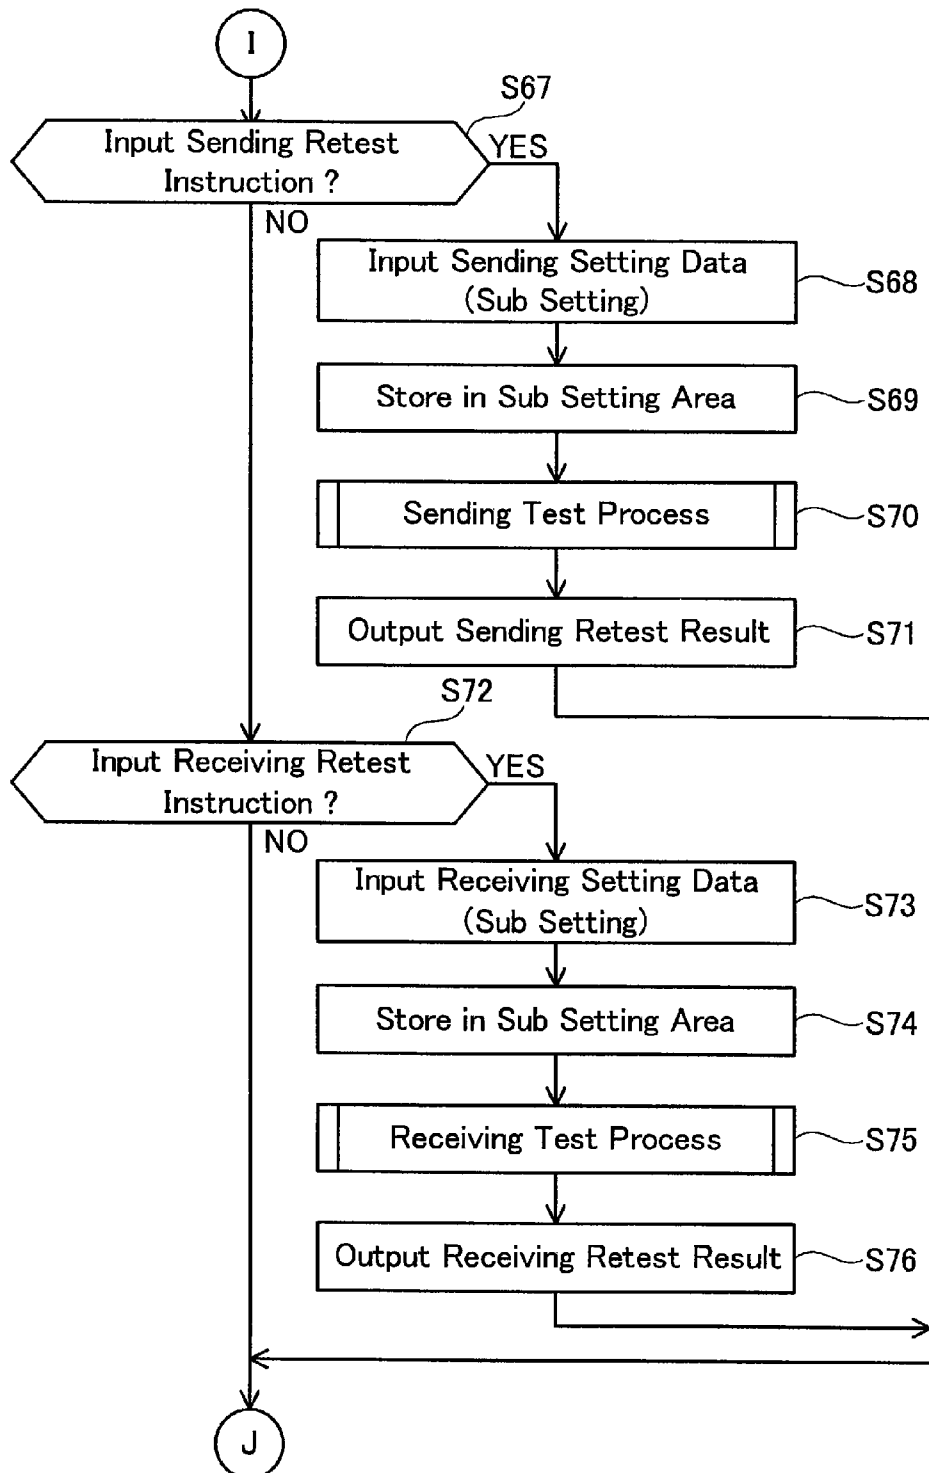 I
S67
Input Sending Retest
Instruction ?
YES
NO
Input Sending Setting Data
(Sub Setting)
S68
Store in Sub Setting Area
S69
Sending Test Process
S70
Output Sending Retest Result
S71
S72
Input Receiving Retest
Instruction ?
YES
NO
Input Receiving Setting Data
(Sub Setting)
S73
Store in Sub Setting Area
S74
Receiving Test Process
S75
Output Receiving Retest Result
S76
J